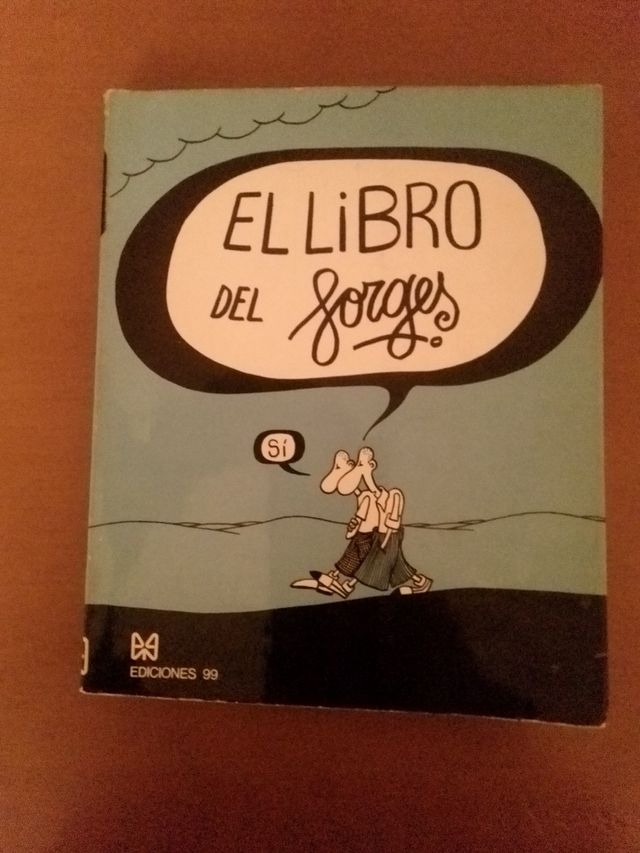 EL LiBRO
DEL forges
Sí
EDICIONES 99